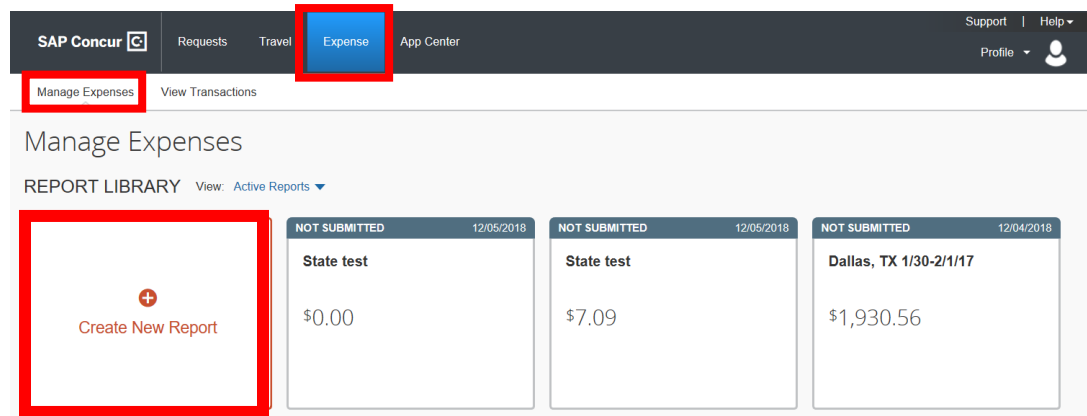 Support | Help
SAP Concur C Requests Travel Expense App Center
Profile
Manage Expenses View Transactions
Manage Expenses
REPORT LIBRARY View: Active Reports
NOT SUBMITTED 12/05/2018 NOT SUBMITTED 12/05/2018 NOT SUBMITTED 12/04/2018
State test State test Dallas, TX 1/30-2/1/17
$0.00 $7.09 $1,930.56
Create New Report